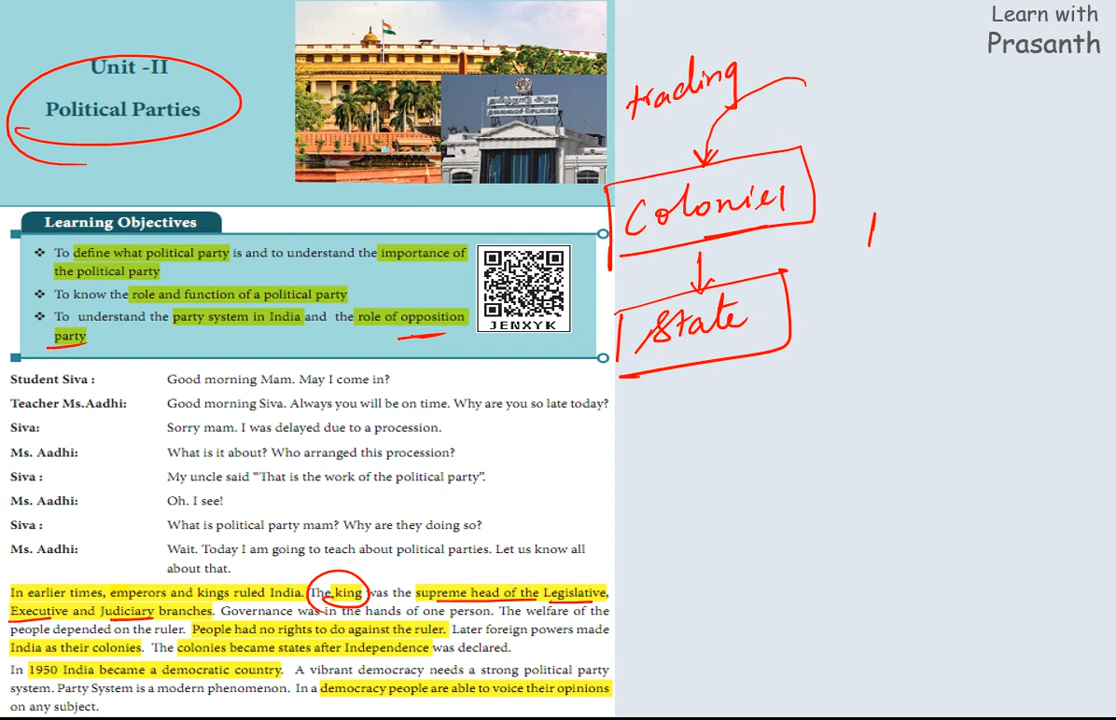 Learn with
Prasanth
Unit -II
Political Parties
தமிழ்நாடு அரசு
தலைமைச் செயலகம்
trading
Colonies
State
Learning Objectives
❖ To define what political party is and to understand the importance of
the political party
❖ To know the role and function of a political party
❖ To understand the party system in India and the role of opposition
party
JENXYK
Student Siva : Good morning Mam. May I come in?
Teacher Ms.Aadhi: Good morning Siva. Always you will be on time. Why are you so late today?
Siva: Sorry mam. I was delayed due to a procession.
Ms. Aadhi: What is it about? Who arranged this procession?
Siva : My uncle said “That is the work of the political party”.
Ms. Aadhi: Oh. I see!
Siva : What is political party mam? Why are they doing so?
Ms. Aadhi: Wait. Today I am going to teach about political parties. Let us know all
about that.
In earlier times, emperors and kings ruled India. The king was the supreme head of the Legislative,
Executive and Judiciary branches. Governance was in the hands of one person. The welfare of the
people depended on the ruler. People had no rights to do against the ruler. Later foreign powers made
India as their colonies. The colonies became states after Independence was declared.
In 1950 India became a democratic country. A vibrant democracy needs a strong political party
system. Party System is a modern phenomenon. In a democracy people are able to voice their opinions
on any subject.